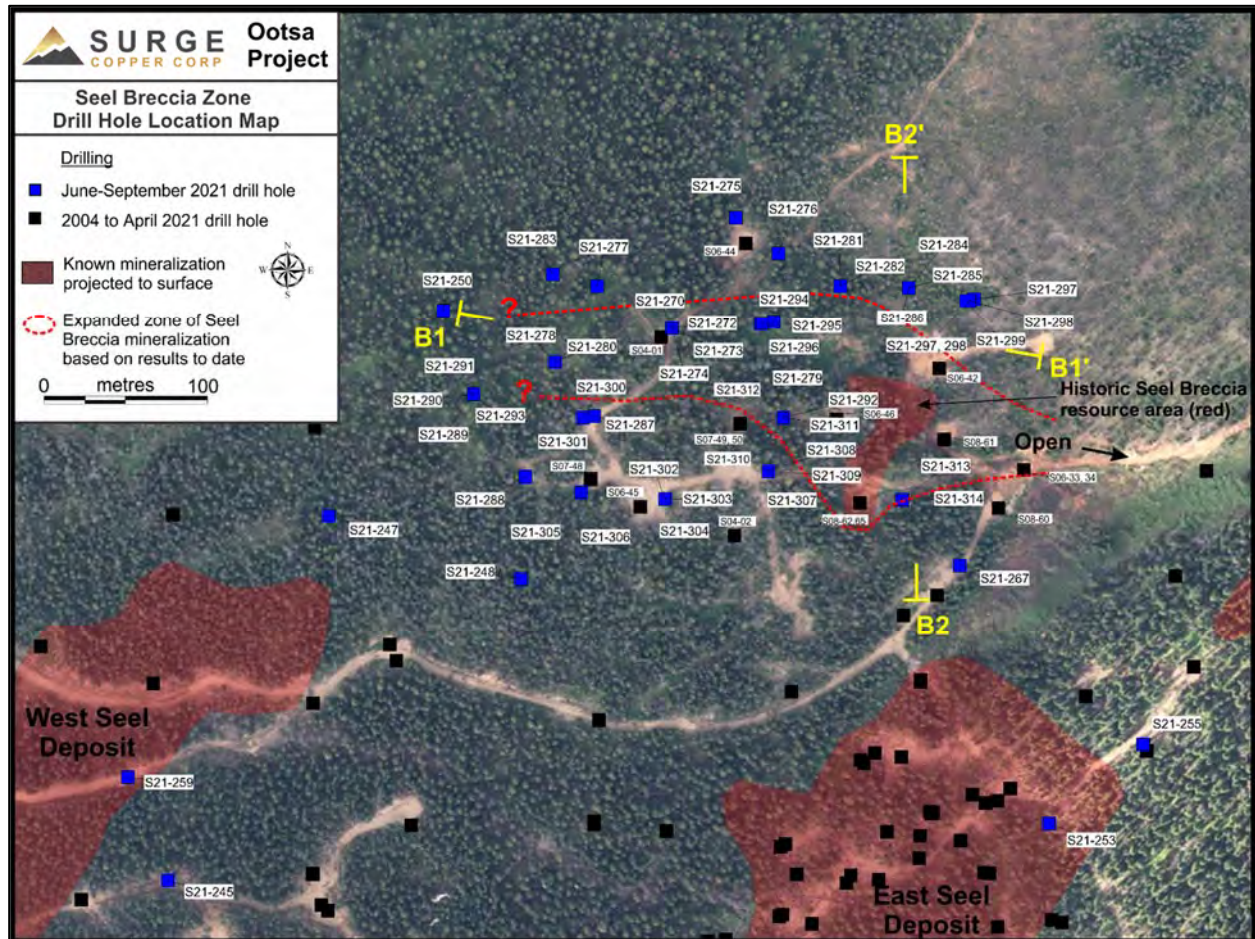 SURGE
COPPER CORP
Ootsa
Project
Seel Breccia Zone
Drill Hole Location Map
Drilling
June-September 2021 drill hole
2004 to April 2021 drill hole
Known mineralization
projected to surface
N
W
E
S
Expanded zone of Seel
Breccia mineralization
based on results to date
0 metres 100
B2'
S21-275
S21-276
S06-44
S21-283
S21-277
S21-281
S21-284
S21-282
S21-285
S21-250
S21-297
?
S21-270
S21-294
S21-286
S21-298
B1
S21-278
S21-272
S21-295
S21-299
S21-280
S04-01
S21-273
S21-296
S21-297, 298
B1'
S21-274
S21-279
S06-42
S21-291
S21-300
S21-312
S21-292
Historic Seel Breccia
resource area (red)
S21-290
?
S21-293
S06-46
S21-287
S21-311
S21-289
S21-301
S07-49, 50
S08-61
Open
S21-308
S07-48
S21-302
S21-310
S21-313
S21-309
S06-33, 34
S21-288
S06-45
S21-303
S21-307
S21-314
S08-62,65
S08-60
S21-247
S21-305
S21-306
S21-304
S04-02
S21-248
S21-267
B2
West Seel
Deposit
S21-255
S21-259
S21-253
S21-245
East Seel
Deposit